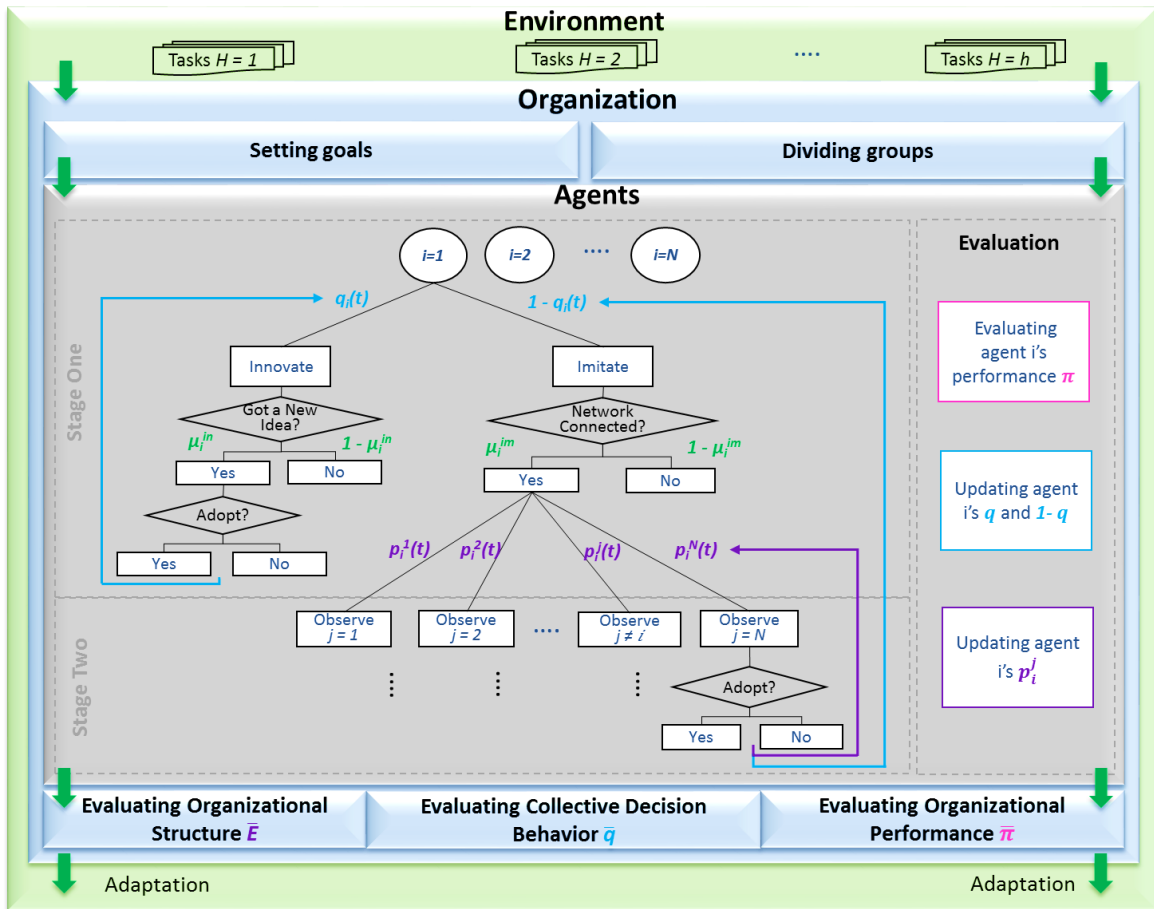 Environment
Tasks H = 1
Tasks H = 2
....
Tasks H = h
Organization
Setting goals
Dividing groups
Agents
Stage One
i=1
i=2
....
i=N
Evaluation
qᵢ(t)
1 - qᵢ(t)
Innovate
Imitate
Got a New
Idea?
Network
Connected?
μᵢⁱⁿ
1 - μᵢⁱⁿ
μᵢⁱᵐ
1 - μᵢⁱᵐ
Yes
No
Yes
No
Adopt?
Yes
No
pᵢ¹(t)
pᵢ²(t)
pᵢʲ(t)
pᵢᴺ(t)
Evaluating
agent i's
performance π
Updating agent
i's q and 1- q
Updating agent
i's pᵢʲ
Stage Two
Observe
j = 1
Observe
j = 2
....
Observe
j ≠ i
Observe
j = N
Adopt?
Yes
No
Evaluating Organizational
Structure E̅
Evaluating Collective Decision
Behavior q̅
Evaluating Organizational
Performance π̅
Adaptation
Adaptation